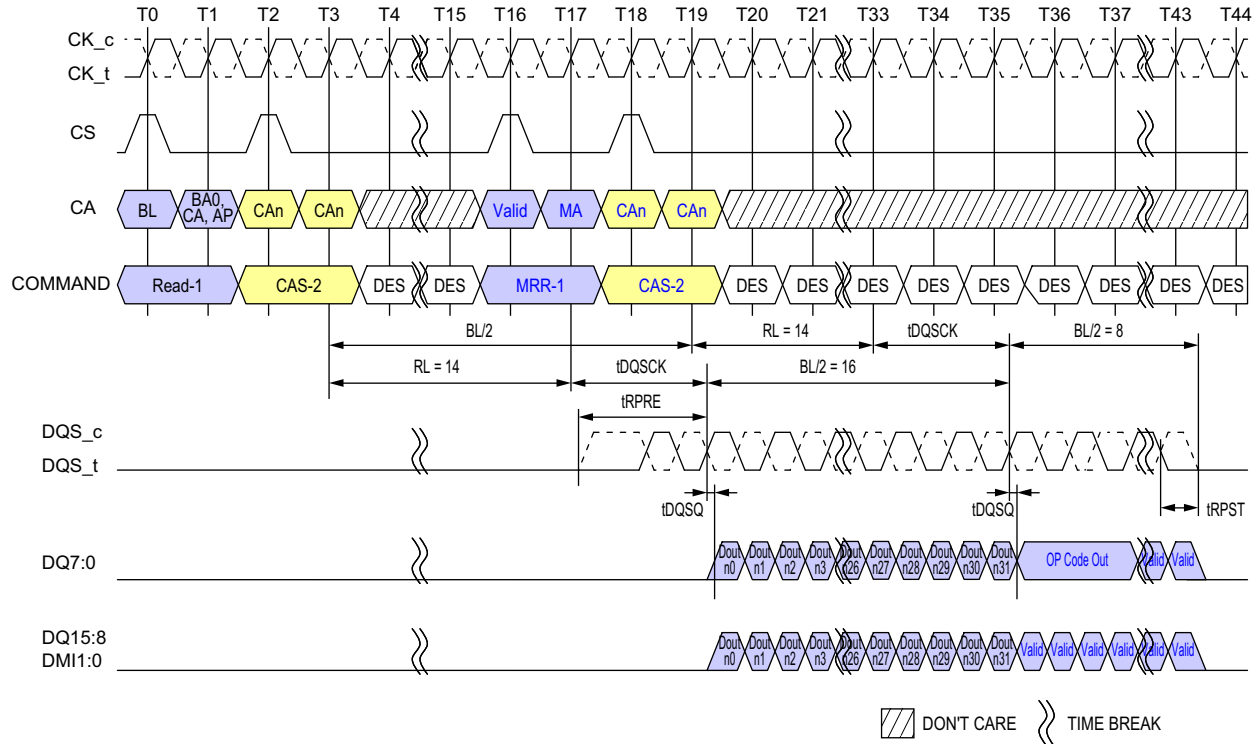 T0 T1 T2 T3 T4 T15 T16 T17 T18 T19 T20 T21 T33 T34 T35 T36 T37 T43 T44
CK_c
CK_t
CS
CA BL BA0, CA, AP CAn CAn Valid MA CAn CAn
COMMAND Read-1 CAS-2 DES DES MRR-1 CAS-2 DES DES DES DES DES DES DES DES DES
BL/2 RL = 14 tDQSCK BL/2 = 8
RL = 14 tDQSCK BL/2 = 16
tRPRE
DQS_c
DQS_t
tDQSQ tDQSQ tRPST
DQ7:0 Dout n0 Dout n1 Dout n2 Dout n3 Dout n26 Dout n27 Dout n28 Dout n29 Dout n30 Dout n31 OP Code Out Valid Valid
DQ15:8
DMI1:0 Dout n0 Dout n1 Dout n2 Dout n3 Dout n26 Dout n27 Dout n28 Dout n29 Dout n30 Dout n31 Valid Valid Valid Valid Valid Valid
DON'T CARE TIME BREAK